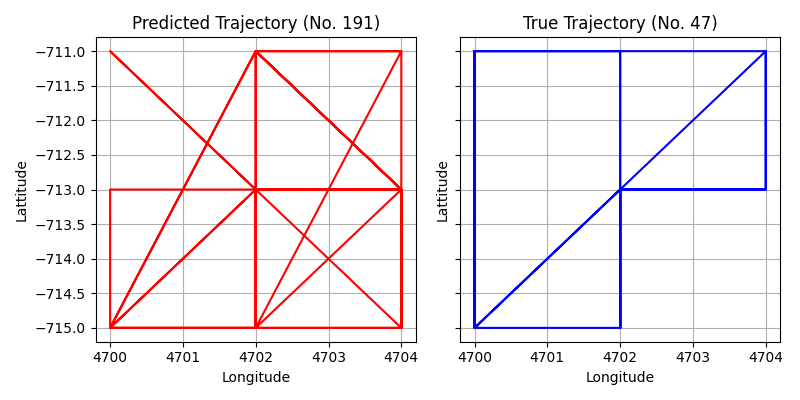 Predicted Trajectory (No. 191)
True Trajectory (No. 47)
−711.0
−711.5
−712.0
−712.5
−713.0
−713.5
−714.0
−714.5
−715.0
Lattitude
Lattitude
4700 4701 4702 4703 4704
4700 4701 4702 4703 4704
Longitude
Longitude